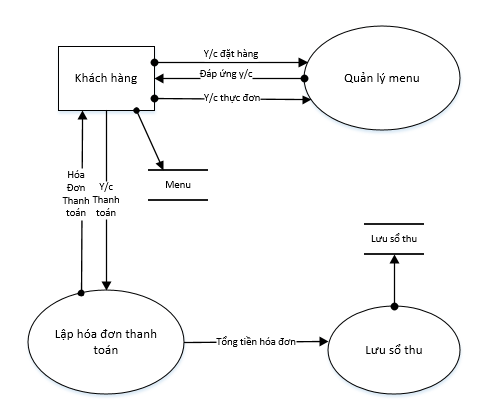 Y/c đặt hàng
Khách hàng
Đáp ứng y/c
Quản lý menu
Y/c thực đơn
Hóa
Đơn
Thanh
toán
Y/c
Thanh
toán
Menu
Lưu sổ thu
Lập hóa đơn thanh
toán
Tổng tiền hóa đơn
Lưu sổ thu